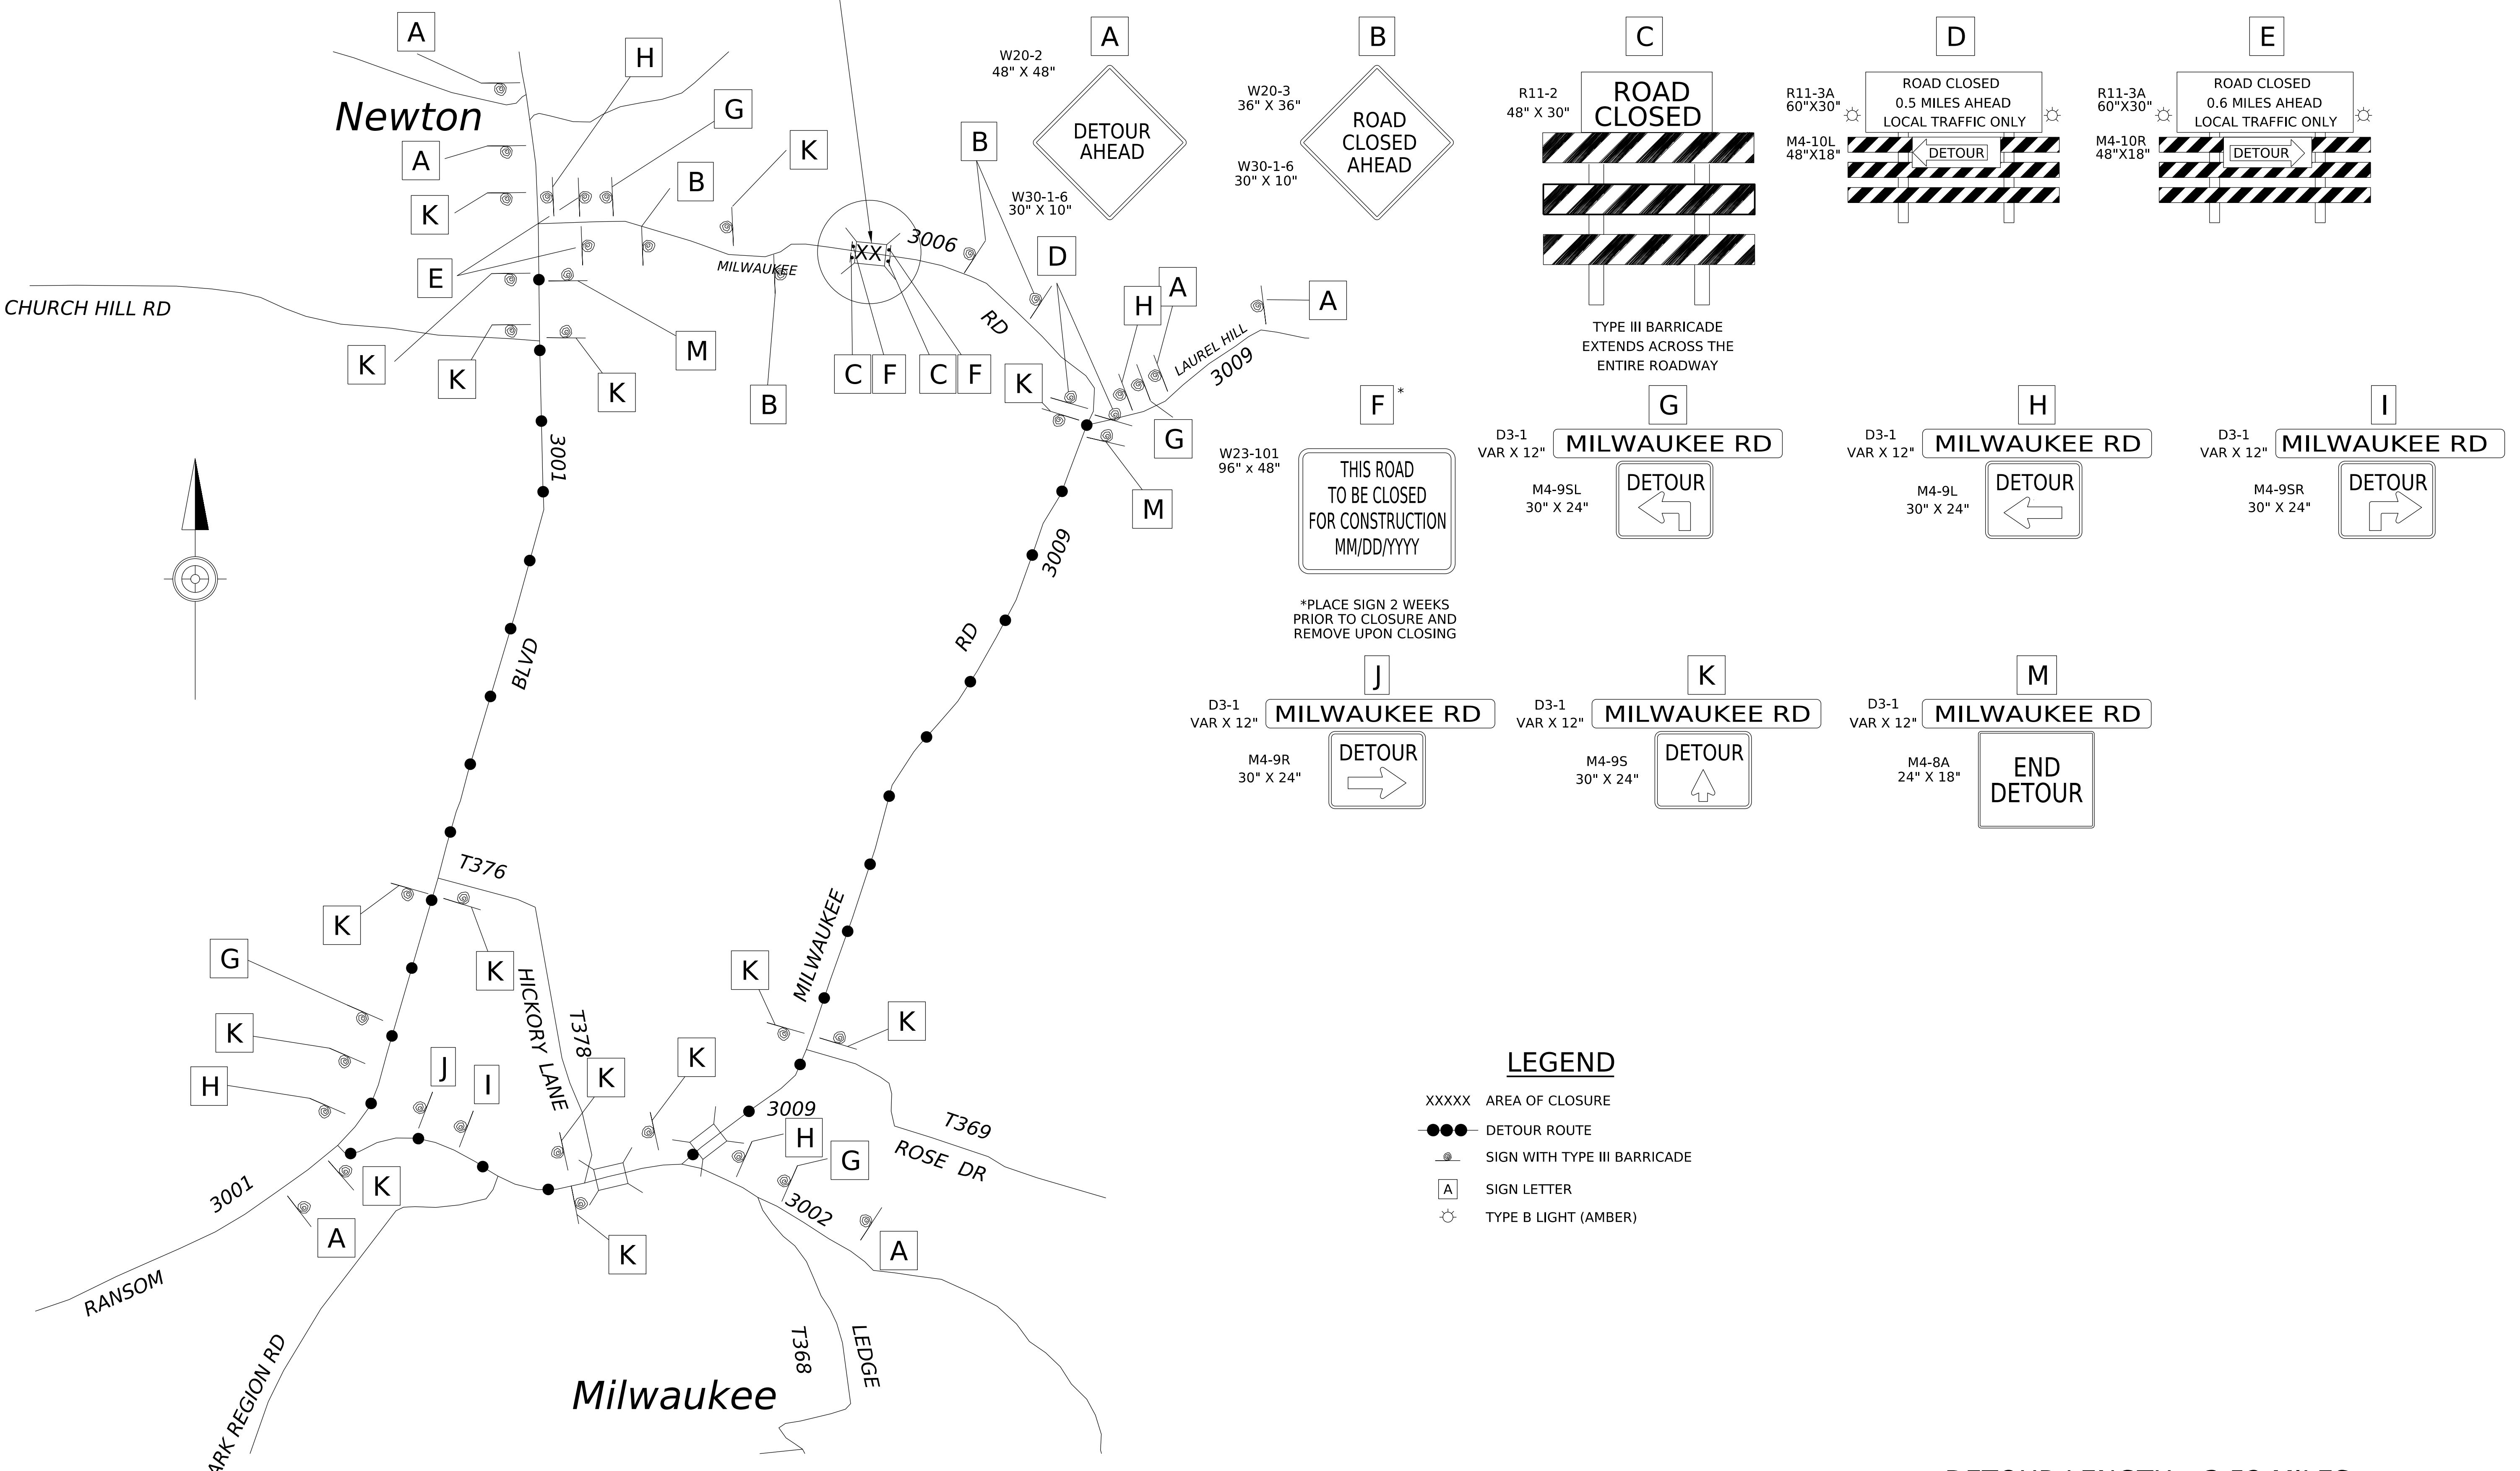 A
H
G
Newton
A
K
B
K
E
CHURCH HILL RD
K
K
M
K
MILWAUKEE
B
XX
3006
B
D
RD
C F C F
H
A
A
K
LAUREL HILL
3009
G
M
3001
BLVD
3009
RD
MILWAUKEE
T376
K
K
G
K
H
J
I
HICKORY LANE
T378
K
K
K
K
3009
H
G
T369
ROSE DR
3001
K
A
RANSOM
K
3002
A
ARK REGION RD
T368
LEDGE
Milwaukee
A
W20-2
48" X 48"
DETOUR
AHEAD
W30-1-6
30" X 10"
B
W20-3
36" X 36"
ROAD
CLOSED
AHEAD
W30-1-6
30" X 10"
C
R11-2
48" X 30"
ROAD
CLOSED
TYPE III BARRICADE
EXTENDS ACROSS THE
ENTIRE ROADWAY
D
R11-3A
60"X30"
ROAD CLOSED
0.5 MILES AHEAD
LOCAL TRAFFIC ONLY
M4-10L
48"X18"
DETOUR
E
R11-3A
60"X30"
ROAD CLOSED
0.6 MILES AHEAD
LOCAL TRAFFIC ONLY
M4-10R
48"X18"
DETOUR
F *
W23-101
96" x 48"
THIS ROAD
TO BE CLOSED
FOR CONSTRUCTION
MM/DD/YYYY
*PLACE SIGN 2 WEEKS
PRIOR TO CLOSURE AND
REMOVE UPON CLOSING
G
D3-1
VAR X 12"
MILWAUKEE RD
M4-9SL
30" X 24"
DETOUR
H
D3-1
VAR X 12"
MILWAUKEE RD
M4-9L
30" X 24"
DETOUR
I
D3-1
VAR X 12"
MILWAUKEE RD
M4-9SR
30" X 24"
DETOUR
J
D3-1
VAR X 12"
MILWAUKEE RD
M4-9R
30" X 24"
DETOUR
K
D3-1
VAR X 12"
MILWAUKEE RD
M4-9S
30" X 24"
DETOUR
M
D3-1
VAR X 12"
MILWAUKEE RD
M4-8A
24" X 18"
END
DETOUR
LEGEND
XXXXX AREA OF CLOSURE
DETOUR ROUTE
SIGN WITH TYPE III BARRICADE
A SIGN LETTER
TYPE B LIGHT (AMBER)